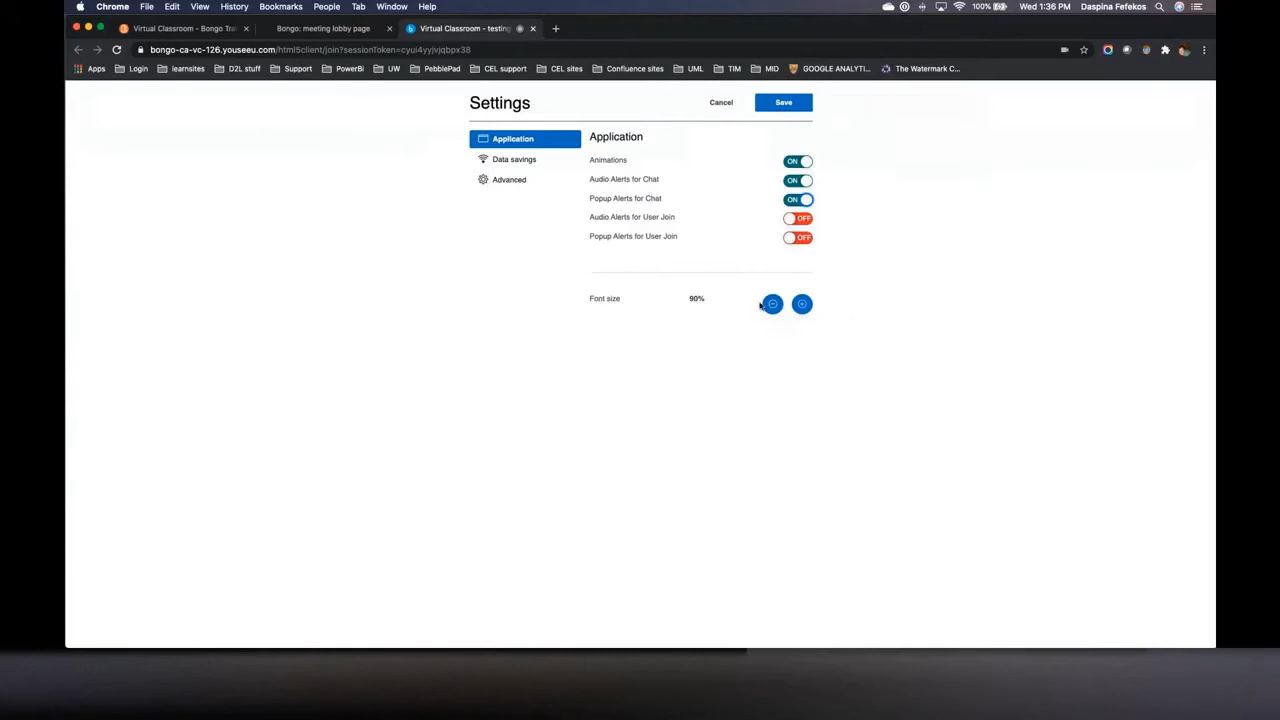 Chrome File Edit View History Bookmarks People Tab Window Help 100% Wed 1:36 PM Daspina Fefekos
Virtual Classroom - Bongo Tra Bongo: meeting lobby page Virtual Classroom - testing
bongo-ca-vc-126.youseeu.com/html5client/join?sessionToken=cyui4yyjvjqbpx38
Apps Login learnsites D2L stuff Support PowerBi UW PebblePad CEL support CEL sites Confluence sites UML TIM MID GOOGLE ANALYTI... The Watermark C...
Settings Cancel Save
Application Application
Animations ON
Data savings
Audio Alerts for Chat ON
Advanced
Popup Alerts for Chat ON
Audio Alerts for User Join OFF
Popup Alerts for User Join OFF
Font size 90%